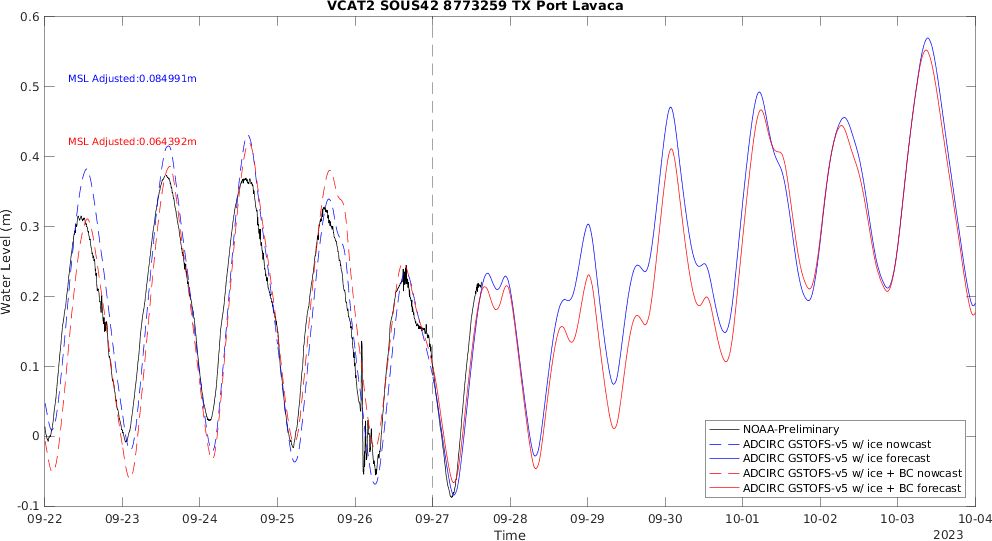 VCAT2 SOUS42 8773259 TX Port Lavaca
0.6
0.5
0.4
0.3
0.2
0.1
0
-0.1
Water Level (m)
MSL Adjusted:0.084991m
MSL Adjusted:0.064392m
NOAA-Preliminary
ADCIRC GSTOFS-v5 w/ ice nowcast
ADCIRC GSTOFS-v5 w/ ice forecast
ADCIRC GSTOFS-v5 w/ ice + BC nowcast
ADCIRC GSTOFS-v5 w/ ice + BC forecast
09-22 09-23 09-24 09-25 09-26 09-27 09-28 09-29 09-30 10-01 10-02 10-03 10-04
Time
2023